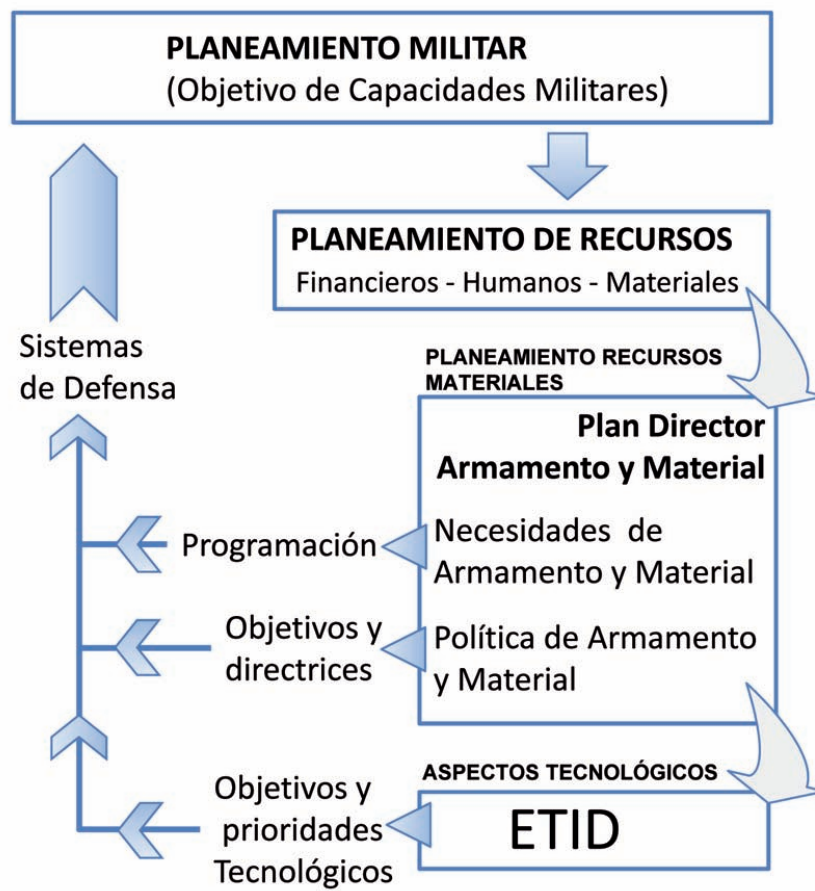 PLANEAMIENTO MILITAR
(Objetivo de Capacidades Militares)
PLANEAMIENTO DE RECURSOS
Financieros - Humanos - Materiales
Sistemas
de Defensa
PLANEAMIENTO RECURSOS
MATERIALES
Plan Director
Armamento y Material
Programación
Necesidades de
Armamento y Material
Objetivos y
directrices
Política de Armamento
y Material
ASPECTOS TECNOLÓGICOS
Objetivos y
prioridades
Tecnológicos
ETID